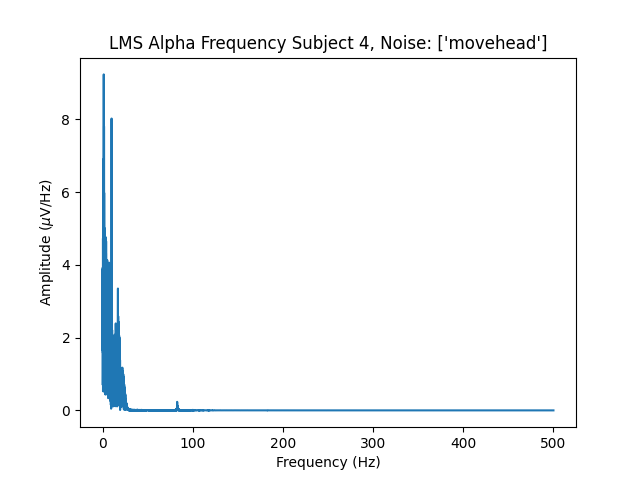 LMS Alpha Frequency Subject 4, Noise: ['movehead']
8
6
4
2
0
Amplitude (μV/Hz)
0 100 200 300 400 500
Frequency (Hz)